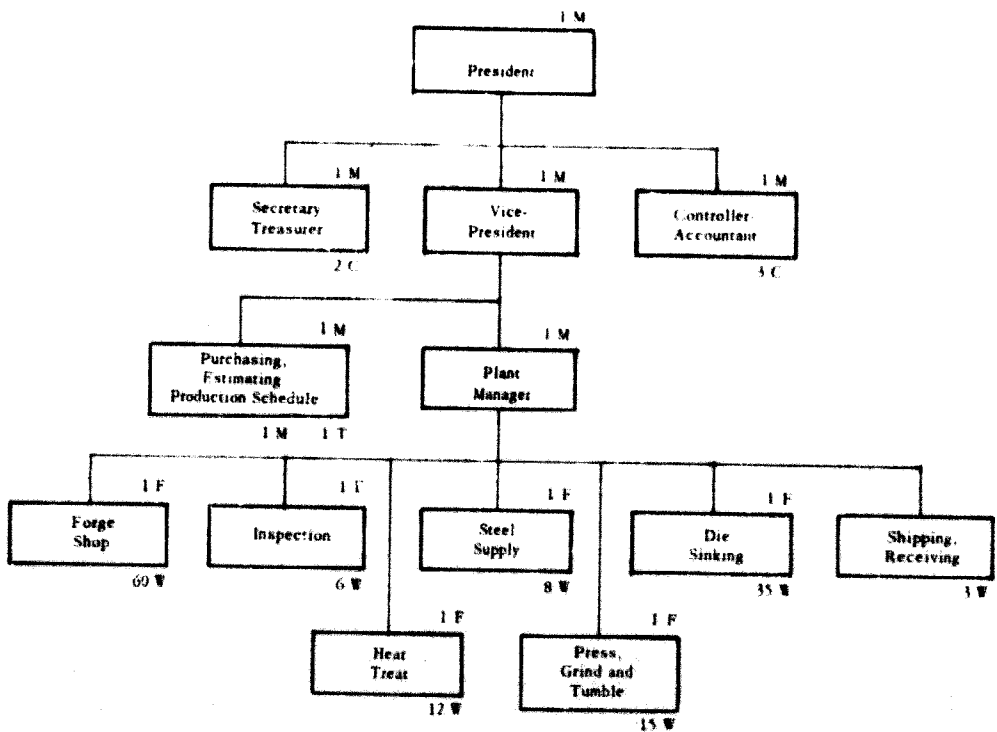 1 M
President
1 M
Secretary
Treasurer
2 C
1 M
Vice-
President
1 M
Controller-
Accountant
3 C
1 M
Purchasing,
Estimating
Production Schedule
1 M 1 T
1 M
Plant
Manager
1 F
Forge
Shop
60 W
1 F
Inspection
6 W
1 F
Steel
Supply
8 W
1 F
Die
Sinking
35 W
Shipping,
Receiving
3 W
1 F
Heat
Treat
12 W
1 F
Press,
Grind and
Tumble
15 W